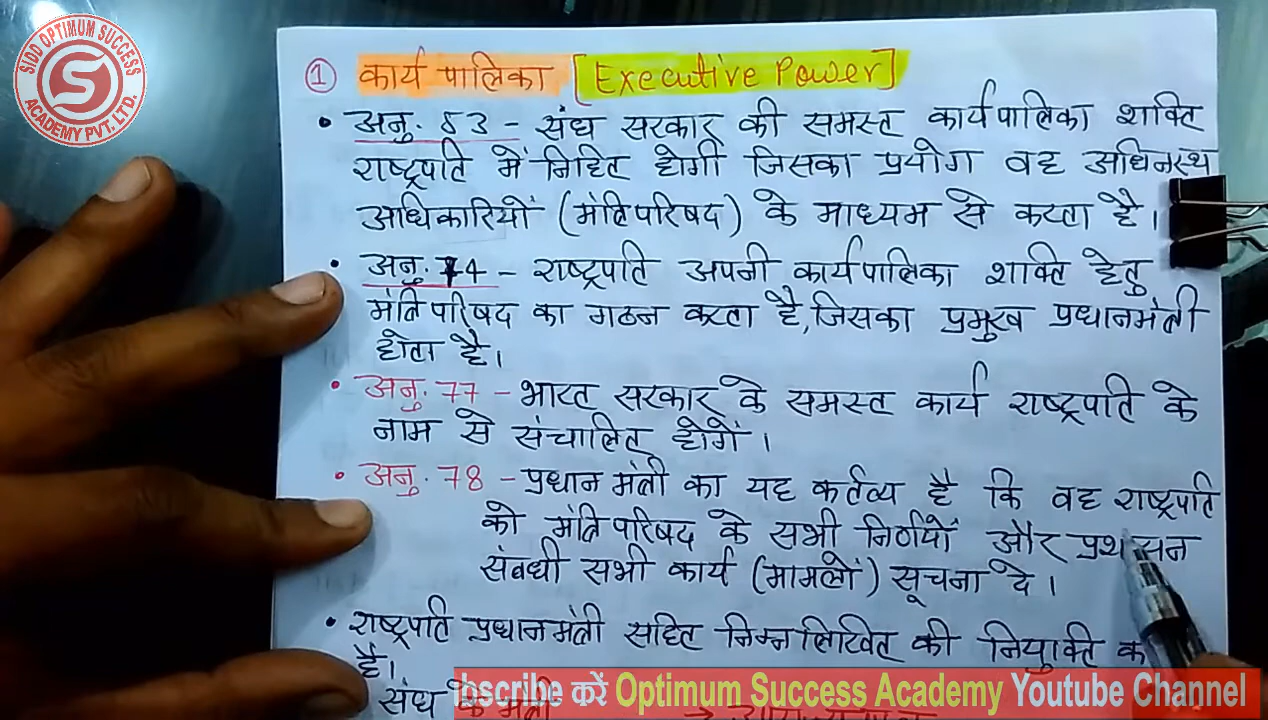 SIDD OPTIMUM SUCCESS ACADEMY PVT. LTD.
① कार्यपालिका [Executive Power]
• अनु. 53 - संघ सरकार की समस्त कार्यपालिका शक्ति
राष्ट्रपति में निहित होगी जिसका प्रयोग वह अधिनस्थ
अधिकारियों (मंत्रिपरिषद) के माध्यम से करता है।
• अनु. 74 - राष्ट्रपति अपनी कार्यपालिका शक्ति हेतु
मंत्रिपरिषद का गठन करता है, जिसका प्रमुख प्रधानमंत्री
होता है।
• अनु. 77 - भारत सरकार के समस्त कार्य राष्ट्रपति के
नाम से संचालित होगें।
• अनु. 78 - प्रधानमंत्री का यह कर्तव्य है कि वह राष्ट्रपति
को मंत्रिपरिषद के सभी निर्णयों और
संबधी सभी कार्य (मामलों) सूचना दे।
• राष्ट्रपति प्रधानमंत्री सहित निम्नलिखित की नियुक्ति
है।
संघ के मंत्री
bscribe करें Optimum Success Academy Youtube Channel